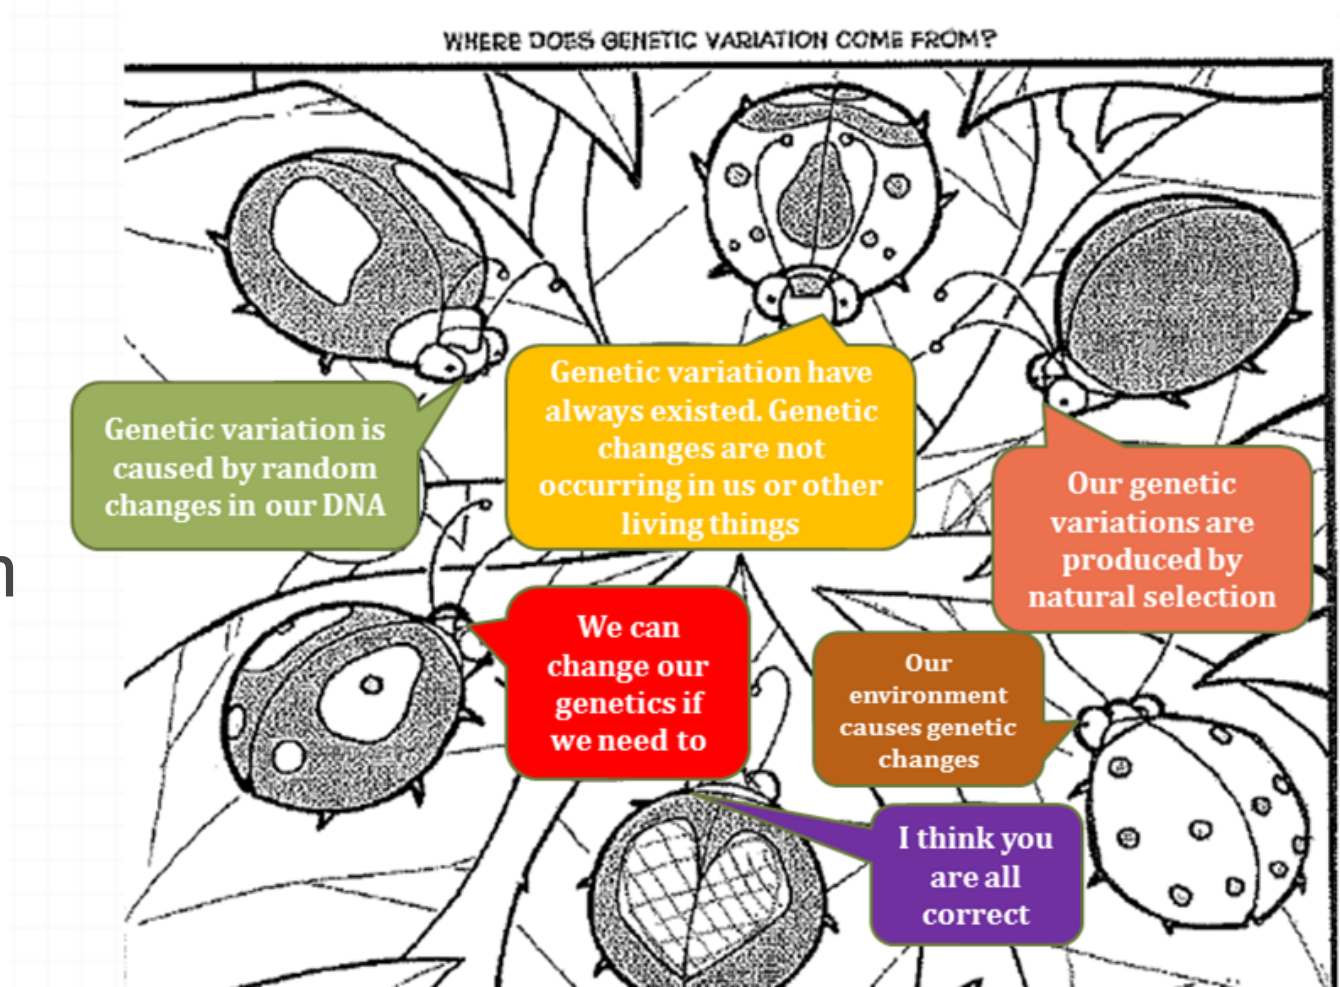 WHERE DOES GENETIC VARIATION COME FROM?
Genetic variation is
caused by random
changes in our DNA
Genetic variation have
always existed. Genetic
changes are not
occurring in us or other
living things
Our genetic
variations are
produced by
natural selection
n
We can
change our
genetics if
we need to
Our
environment
causes genetic
changes
I think you
are all
correct